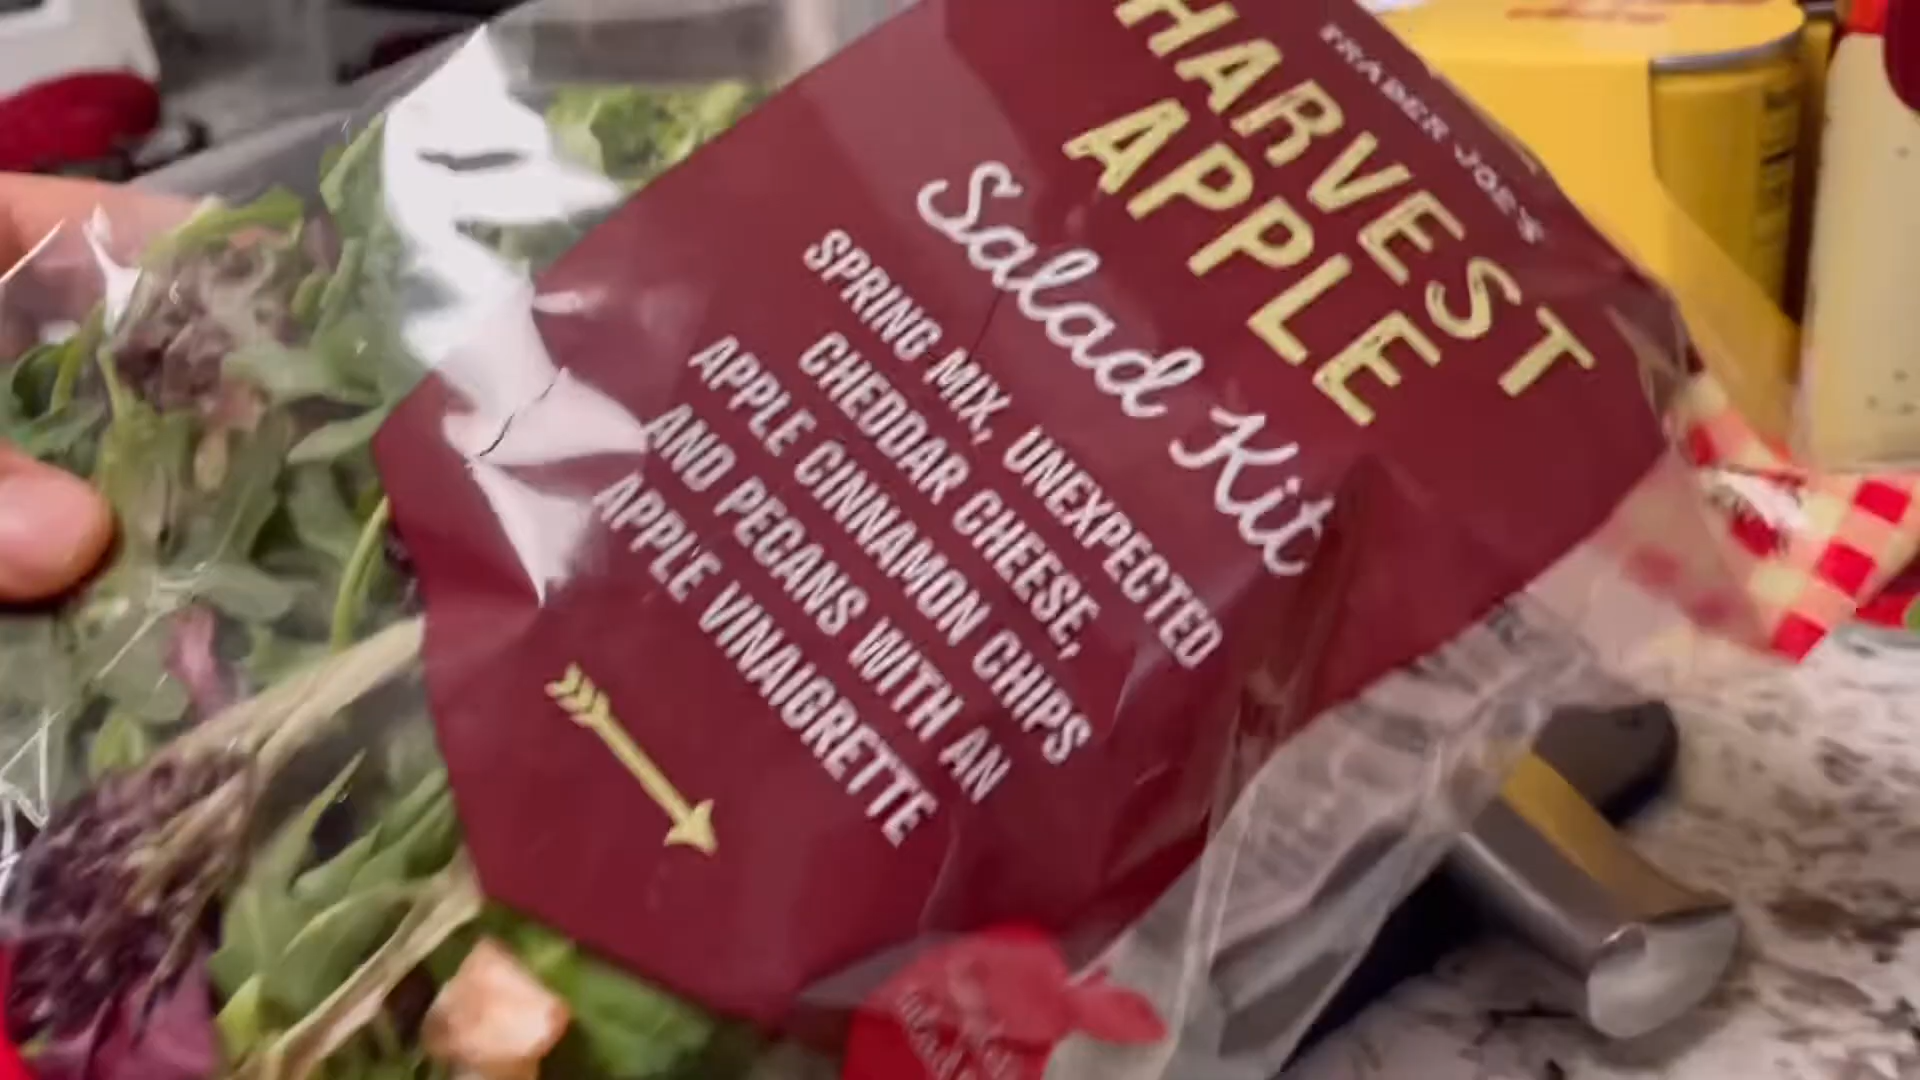 TRADER JOE'S
HARVEST
APPLE
Salad Kit
SPRING MIX, UNEXPECTED
CHEDDAR CHEESE,
APPLE CINNAMON CHIPS
AND PECANS WITH AN
APPLE VINAIGRETTE